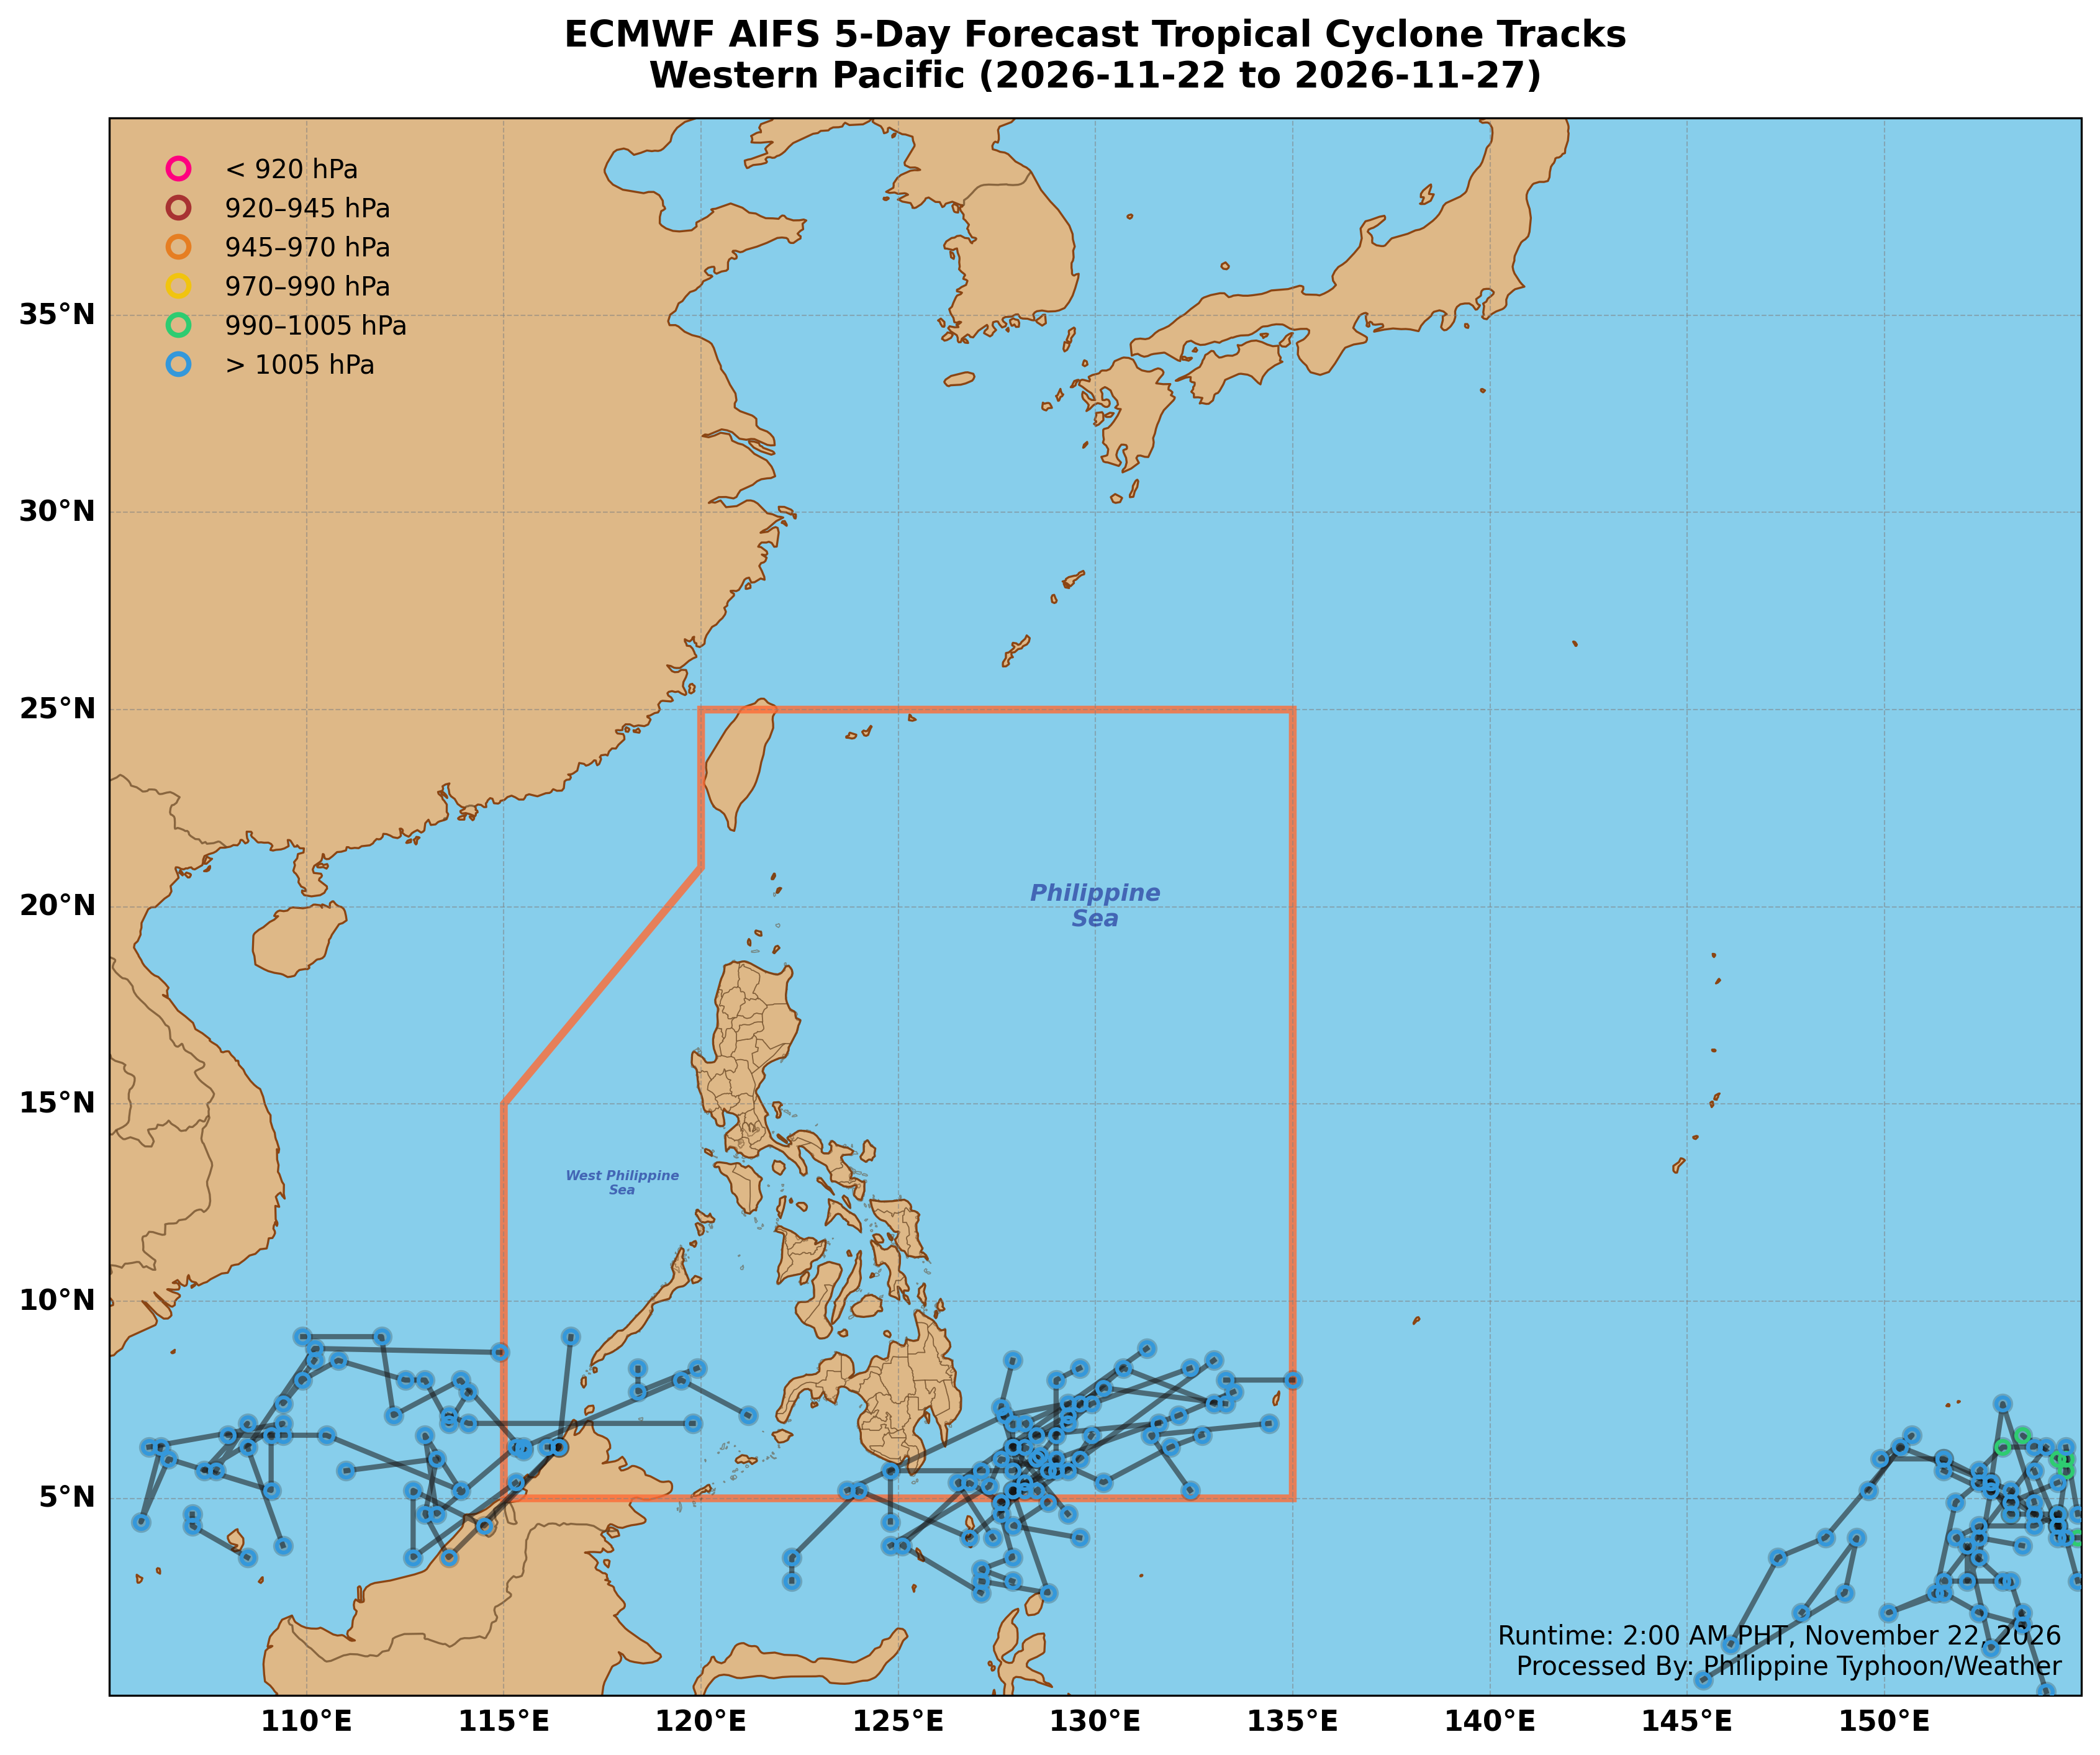 ECMWF AIFS 5-Day Forecast Tropical Cyclone Tracks
Western Pacific (2026-11-22 to 2026-11-27)
< 920 hPa
920–945 hPa
945–970 hPa
970–990 hPa
990–1005 hPa
> 1005 hPa
35°N
30°N
25°N
20°N
15°N
10°N
5°N
Philippine
Sea
West Philippine
Sea
Runtime: 2:00 AM PHT, November 22, 2026
Processed By: Philippine Typhoon/Weather
110°E
115°E
120°E
125°E
130°E
135°E
140°E
145°E
150°E